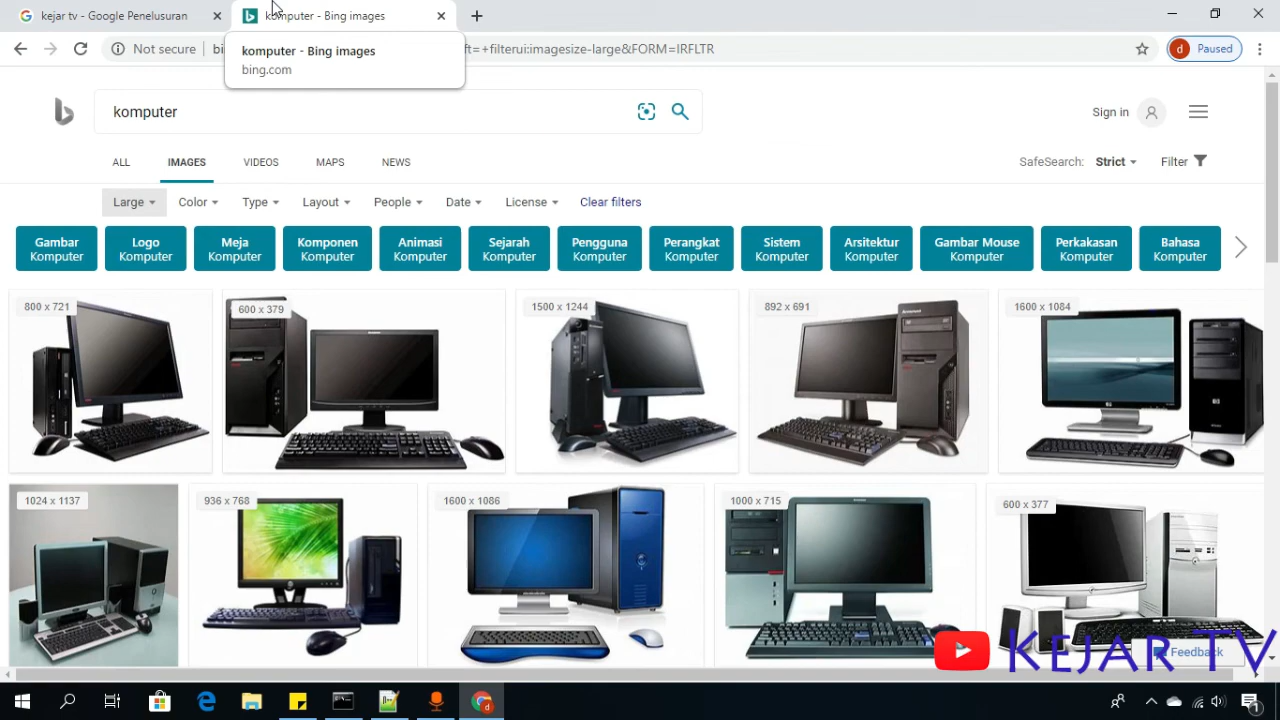 kejar tv - Google Penelusuran
komputer - Bing images
Not secure
bi
ft=+filterui:imagesize-large&FORM=IRFLTR
d Paused
komputer - Bing images
bing.com
komputer
Sign in
ALL
IMAGES
VIDEOS
MAPS
NEWS
SafeSearch: Strict
Filter
Large
Color
Type
Layout
People
Date
License
Clear filters
Gambar
Komputer
Logo
Komputer
Meja
Komputer
Komponen
Komputer
Animasi
Komputer
Sejarah
Komputer
Pengguna
Komputer
Perangkat
Komputer
Sistem
Komputer
Arsitektur
Komputer
Gambar Mouse
Komputer
Perkakasan
Komputer
Bahasa
Komputer
800 x 721
600 x 379
1500 x 1244
892 x 691
1600 x 1084
1024 x 1137
936 x 768
1600 x 1086
1000 x 715
600 x 377
KEJAR TV
Feedback